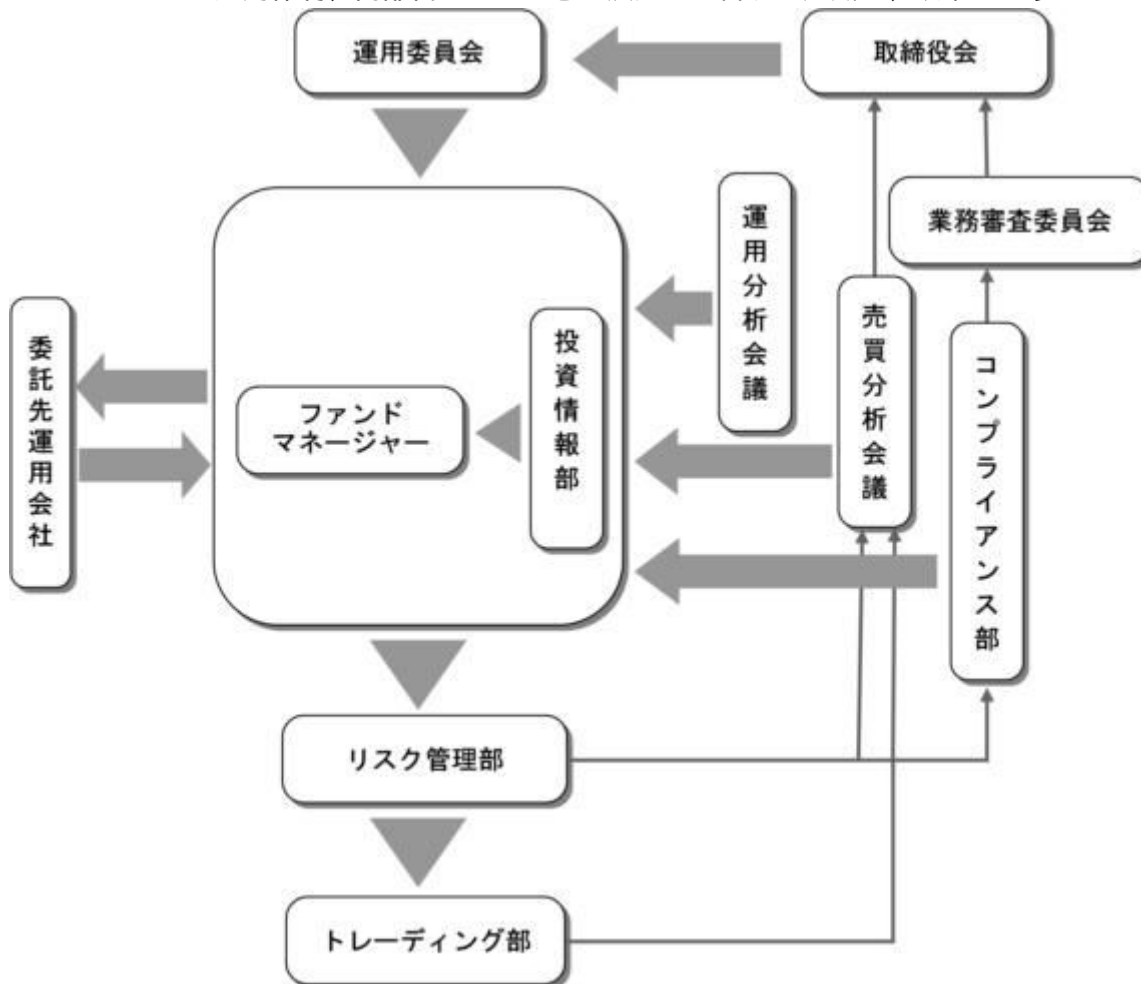 運用委員会
取締役会
業務審査委員会
運用分析会議
売買分析会議
コンプライアンス部
投資情報部
ファンド
マネージャー
委託先運用会社
リスク管理部
トレーディング部